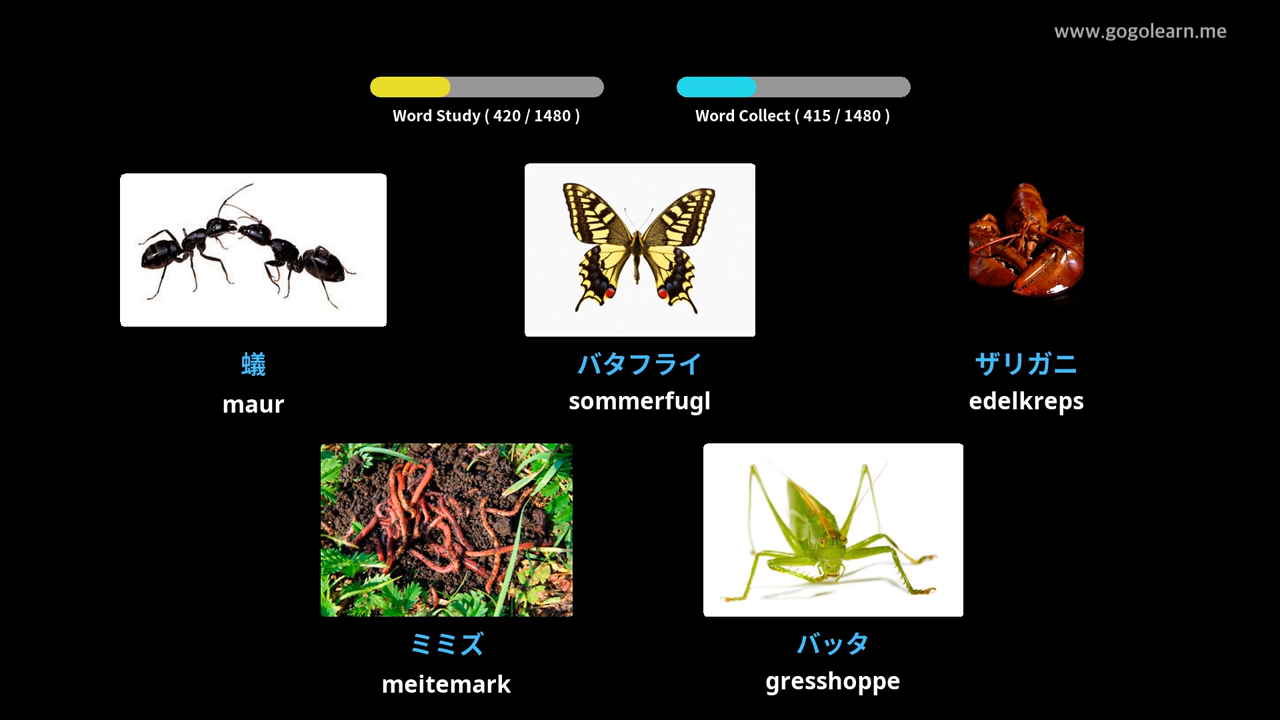 www.gogolearn.me
Word Study ( 420 / 1480 )
Word Collect ( 415 / 1480 )
蟻
maur
バタフライ
sommerfugl
ザリガニ
edelkreps
ミミズ
meitemark
バッタ
gresshoppe